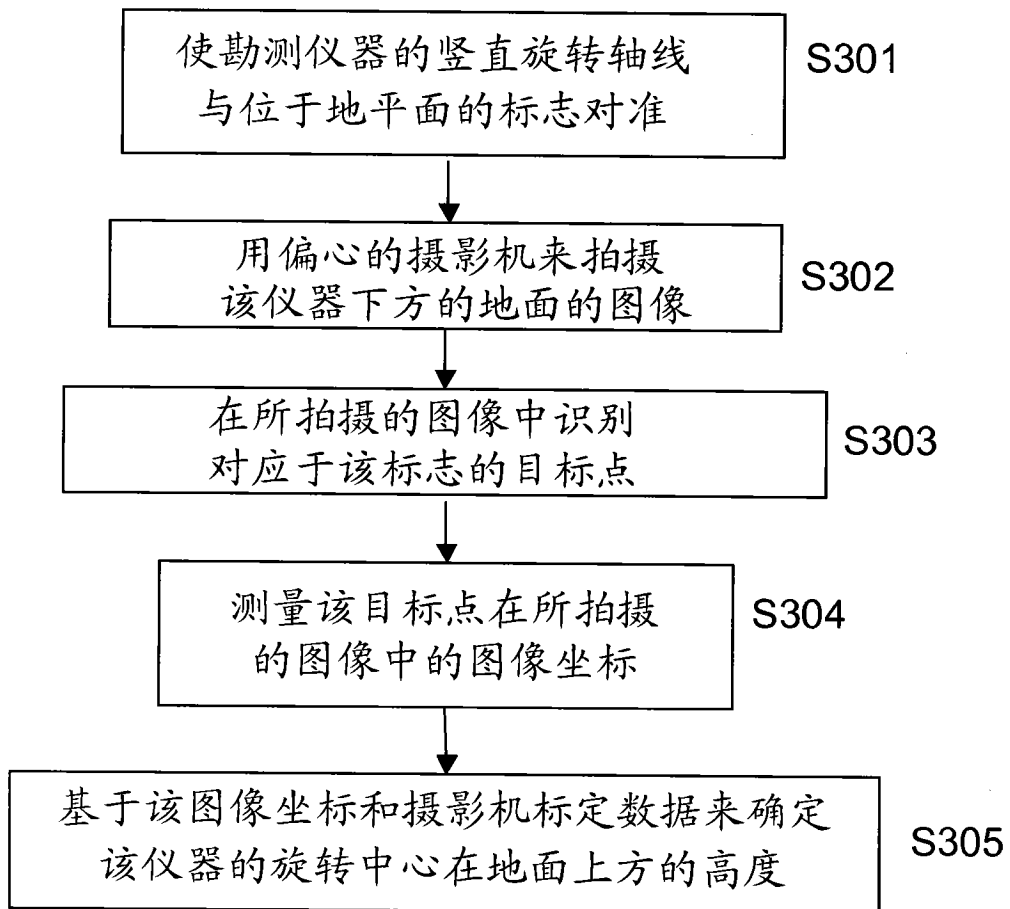 使勘测仪器的竖直旋转轴线
与位于地平面的标志对准
S301
用偏心的摄影机来拍摄
该仪器下方的地面的图像
S302
在所拍摄的图像中识别
对应于该标志的目标点
S303
测量该目标点在所拍摄
的图像中的图像坐标
S304
基于该图像坐标和摄影机标定数据来确定
该仪器的旋转中心在地面上方的高度
S305